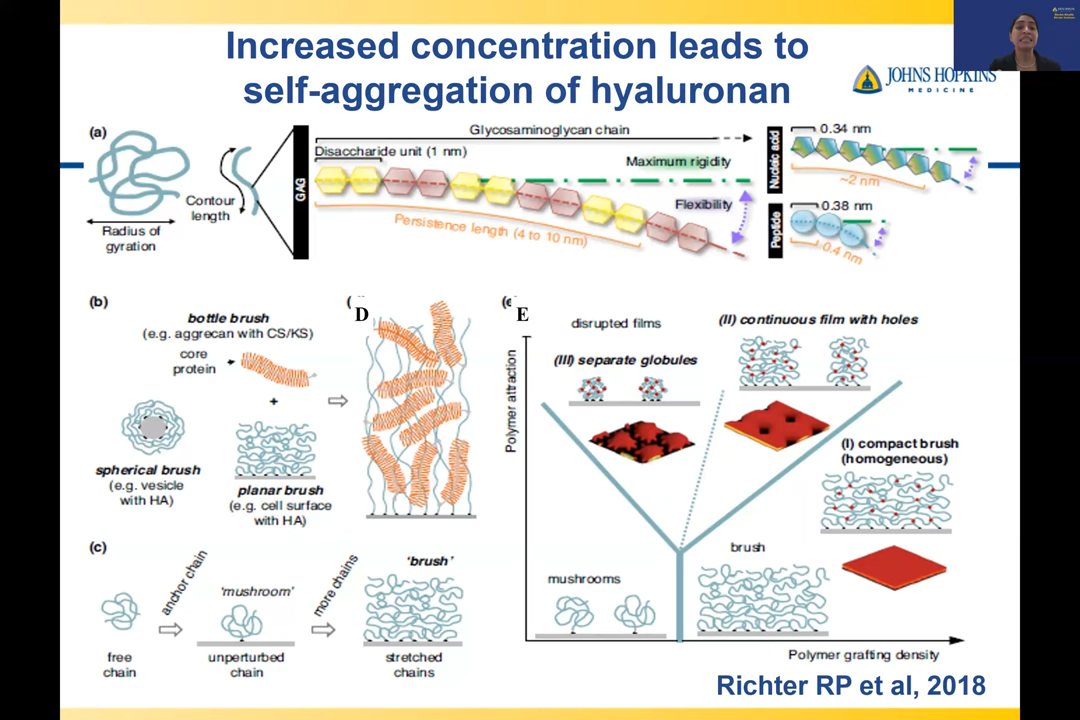 Increased concentration leads to
self-aggregation of hyaluronan
JOHNS HOPKINS
MEDICINE
(a)
Radius of
gyration
Contour
length
GAG
Glycosaminoglycan chain
Disaccharide unit (1 nm)
Maximum rigidity
Flexibility
Persistence length (4 to 10 nm)
Nucleic acid
0.34 nm
~2 nm
Peptide
0.38 nm
0.4 nm
(b)
bottle brush
(e.g. aggrecan with CS/KS)
core
protein
+
spherical brush
(e.g. vesicle
with HA)
planar brush
(e.g. cell surface
with HA)
D
(c)
free
chain
anchor chain
'mushroom'
unperturbed
chain
more chains
'brush'
stretched
chains
(e
E
Polymer attraction
disrupted films
(III) separate globules
(II) continuous film with holes
(I) compact brush
(homogeneous)
mushrooms
brush
Polymer grafting density
Richter RP et al, 2018